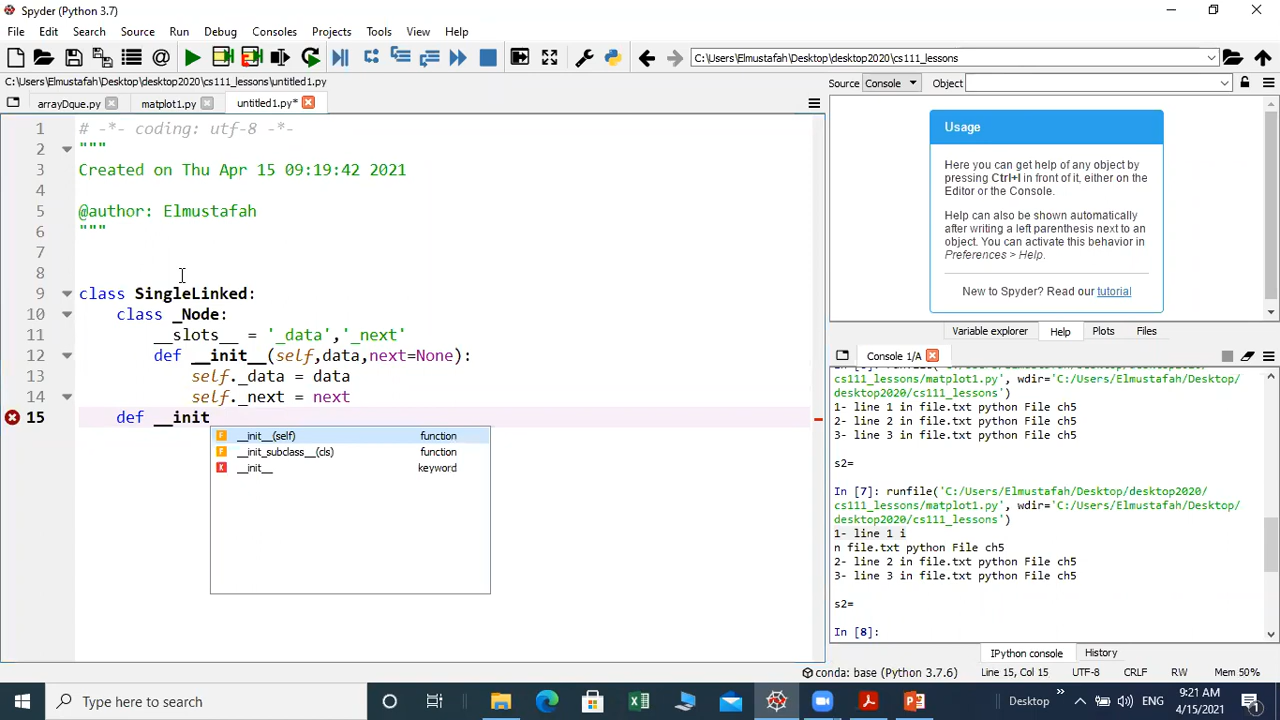 Spyder (Python 3.7)
File Edit Search Source Run Debug Consoles Projects Tools View Help
C:\Users\Elmustafah\Desktop\desktop2020\cs111_lessons
C:\Users\Elmustafah\Desktop\desktop2020\cs111_lessons\untitled1.py
arrayDque.py matplot1.py untitled1.py*
1 # -*- coding: utf-8 -*-
2 """
3 Created on Thu Apr 15 09:19:42 2021
4
5 @author: Elmustafah
6 """
7
8
9 class SingleLinked:
10 class _Node:
11 __slots__ = '_data','_next'
12 def __init__(self,data,next=None):
13 self._data = data
14 self._next = next
15 def __init
__init__(self) function
__init_subclass__(cls) function
__init__ keyword
Source Console Object
Usage
Here you can get help of any object by
pressing Ctrl+I in front of it, either on the
Editor or the Console.
Help can also be shown automatically
after writing a left parenthesis next to an
object. You can activate this behavior in
Preferences > Help.
New to Spyder? Read our tutorial
Variable explorer Help Plots Files
Console 1/A
cs111_lessons/matplot1.py', wdir='C:/Users/Elmustafah/Desktop/
desktop2020/cs111_lessons')
1- line 1 in file.txt python File ch5
2- line 2 in file.txt python File ch5
3- line 3 in file.txt python File ch5
s2=
In [7]: runfile('C:/Users/Elmustafah/Desktop/desktop2020/
cs111_lessons/matplot1.py', wdir='C:/Users/Elmustafah/Desktop/
desktop2020/cs111_lessons')
1- line 1 i
n file.txt python File ch5
2- line 2 in file.txt python File ch5
3- line 3 in file.txt python File ch5
s2=
In [8]:
IPython console History
conda: base (Python 3.7.6) Line 15, Col 15 UTF-8 CRLF RW Mem 50%
Type here to search
Desktop
ENG
9:21 AM
4/15/2021